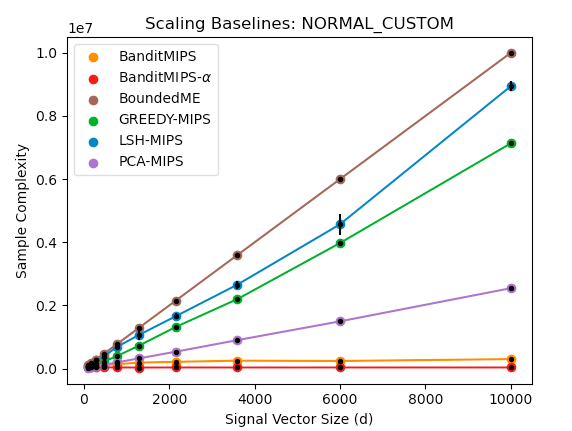 Scaling Baselines: NORMAL_CUSTOM
1e7
BanditMIPS
BanditMIPS-α
BoundedME
GREEDY-MIPS
LSH-MIPS
PCA-MIPS
1.0
0.8
0.6
0.4
0.2
0.0
Sample Complexity
0 2000 4000 6000 8000 10000
Signal Vector Size (d)